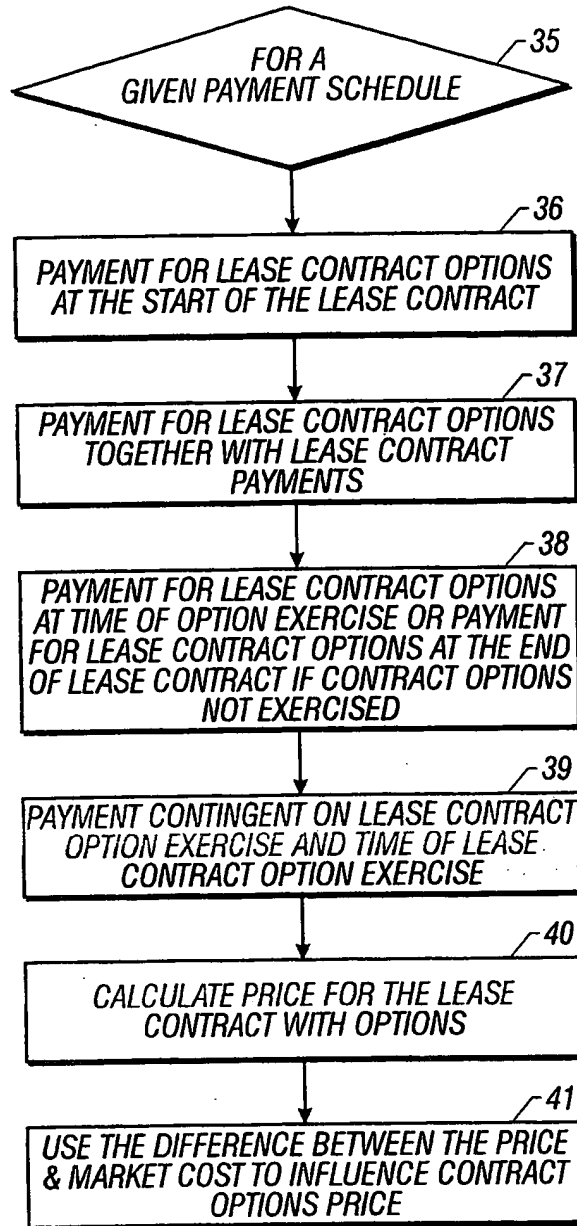 35
FOR A
GIVEN PAYMENT SCHEDULE
36
PAYMENT FOR LEASE CONTRACT OPTIONS
AT THE START OF THE LEASE CONTRACT
37
PAYMENT FOR LEASE CONTRACT OPTIONS
TOGETHER WITH LEASE CONTRACT
PAYMENTS
38
PAYMENT FOR LEASE CONTRACT OPTIONS
AT TIME OF OPTION EXERCISE OR PAYMENT
FOR LEASE CONTRACT OPTIONS AT THE END
OF LEASE CONTRACT IF CONTRACT OPTIONS
NOT EXERCISED
39
PAYMENT CONTINGENT ON LEASE CONTRACT
OPTION EXERCISE AND TIME OF LEASE
CONTRACT OPTION EXERCISE
40
CALCULATE PRICE FOR THE LEASE
CONTRACT WITH OPTIONS
41
USE THE DIFFERENCE BETWEEN THE PRICE
& MARKET COST TO INFLUENCE CONTRACT
OPTIONS PRICE